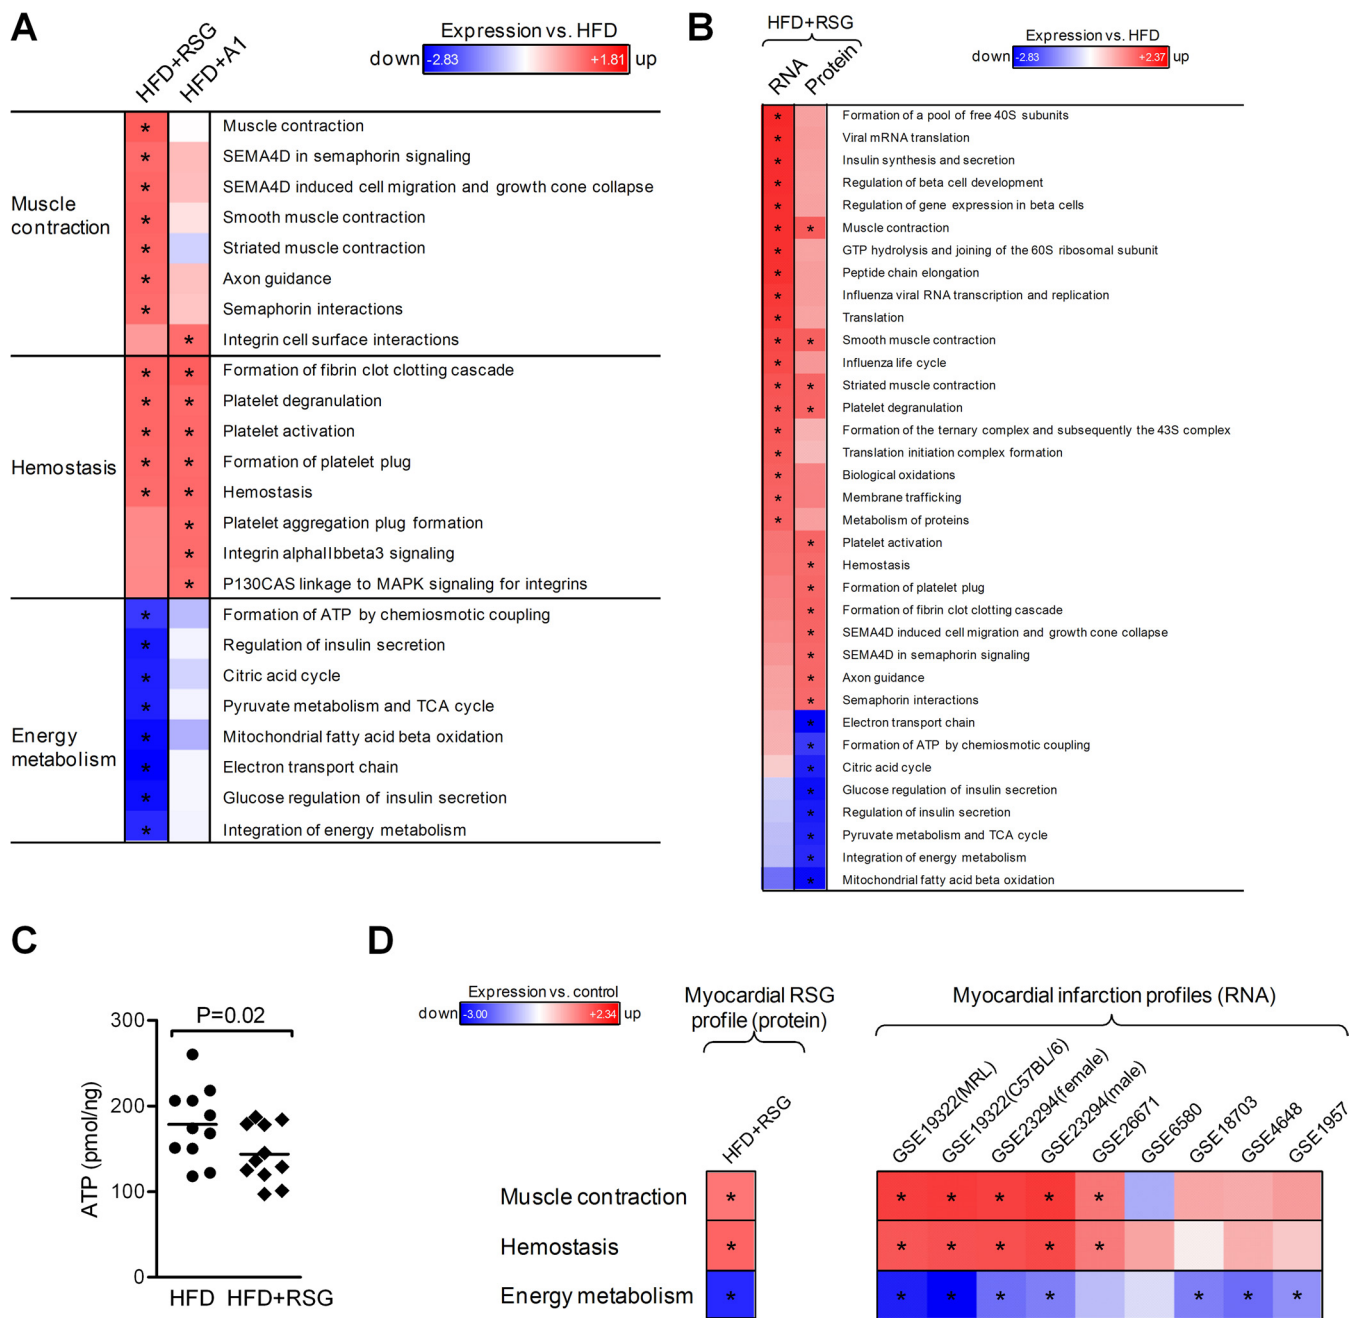 A
HFD+RSG
HFD+A1
Expression vs. HFD
down -2.83 +1.81 up
Muscle contraction
Muscle contraction
SEMA4D in semaphorin signaling
SEMA4D induced cell migration and growth cone collapse
Smooth muscle contraction
Striated muscle contraction
Axon guidance
Semaphorin interactions
Integrin cell surface interactions
Hemostasis
Formation of fibrin clot clotting cascade
Platelet degranulation
Platelet activation
Formation of platelet plug
Hemostasis
Platelet aggregation plug formation
Integrin alphaIIbbeta3 signaling
P130CAS linkage to MAPK signaling for integrins
Energy
metabolism
Formation of ATP by chemiosmotic coupling
Regulation of insulin secretion
Citric acid cycle
Pyruvate metabolism and TCA cycle
Mitochondrial fatty acid beta oxidation
Electron transport chain
Glucose regulation of insulin secretion
Integration of energy metabolism
B
HFD+RSG
RNA
Protein
Expression vs. HFD
down -2.83 +2.37 up
Formation of a pool of free 40S subunits
Viral mRNA translation
Insulin synthesis and secretion
Regulation of beta cell development
Regulation of gene expression in beta cells
Muscle contraction
GTP hydrolysis and joining of the 60S ribosomal subunit
Peptide chain elongation
Influenza viral RNA transcription and replication
Translation
Smooth muscle contraction
Influenza life cycle
Striated muscle contraction
Platelet degranulation
Formation of the ternary complex and subsequently the 43S complex
Translation initiation complex formation
Biological oxidations
Membrane trafficking
Metabolism of proteins
Platelet activation
Hemostasis
Formation of platelet plug
Formation of fibrin clot clotting cascade
SEMA4D induced cell migration and growth cone collapse
SEMA4D in semaphorin signaling
Axon guidance
Semaphorin interactions
Electron transport chain
Formation of ATP by chemiosmotic coupling
Citric acid cycle
Glucose regulation of insulin secretion
Regulation of insulin secretion
Pyruvate metabolism and TCA cycle
Integration of energy metabolism
Mitochondrial fatty acid beta oxidation
C
P=0.02
ATP (pmol/ng)
300
200
100
0
HFD HFD+RSG
D
Expression vs. control
down -3.00 +2.34 up
Myocardial RSG
profile (protein)
HFD+RSG
Myocardial infarction profiles (RNA)
GSE19322(MRL)
GSE19322(C57BL/6)
GSE23294(female)
GSE23294(male)
GSE26671
GSE6580
GSE18703
GSE4648
GSE1957
Muscle contraction
Hemostasis
Energy metabolism